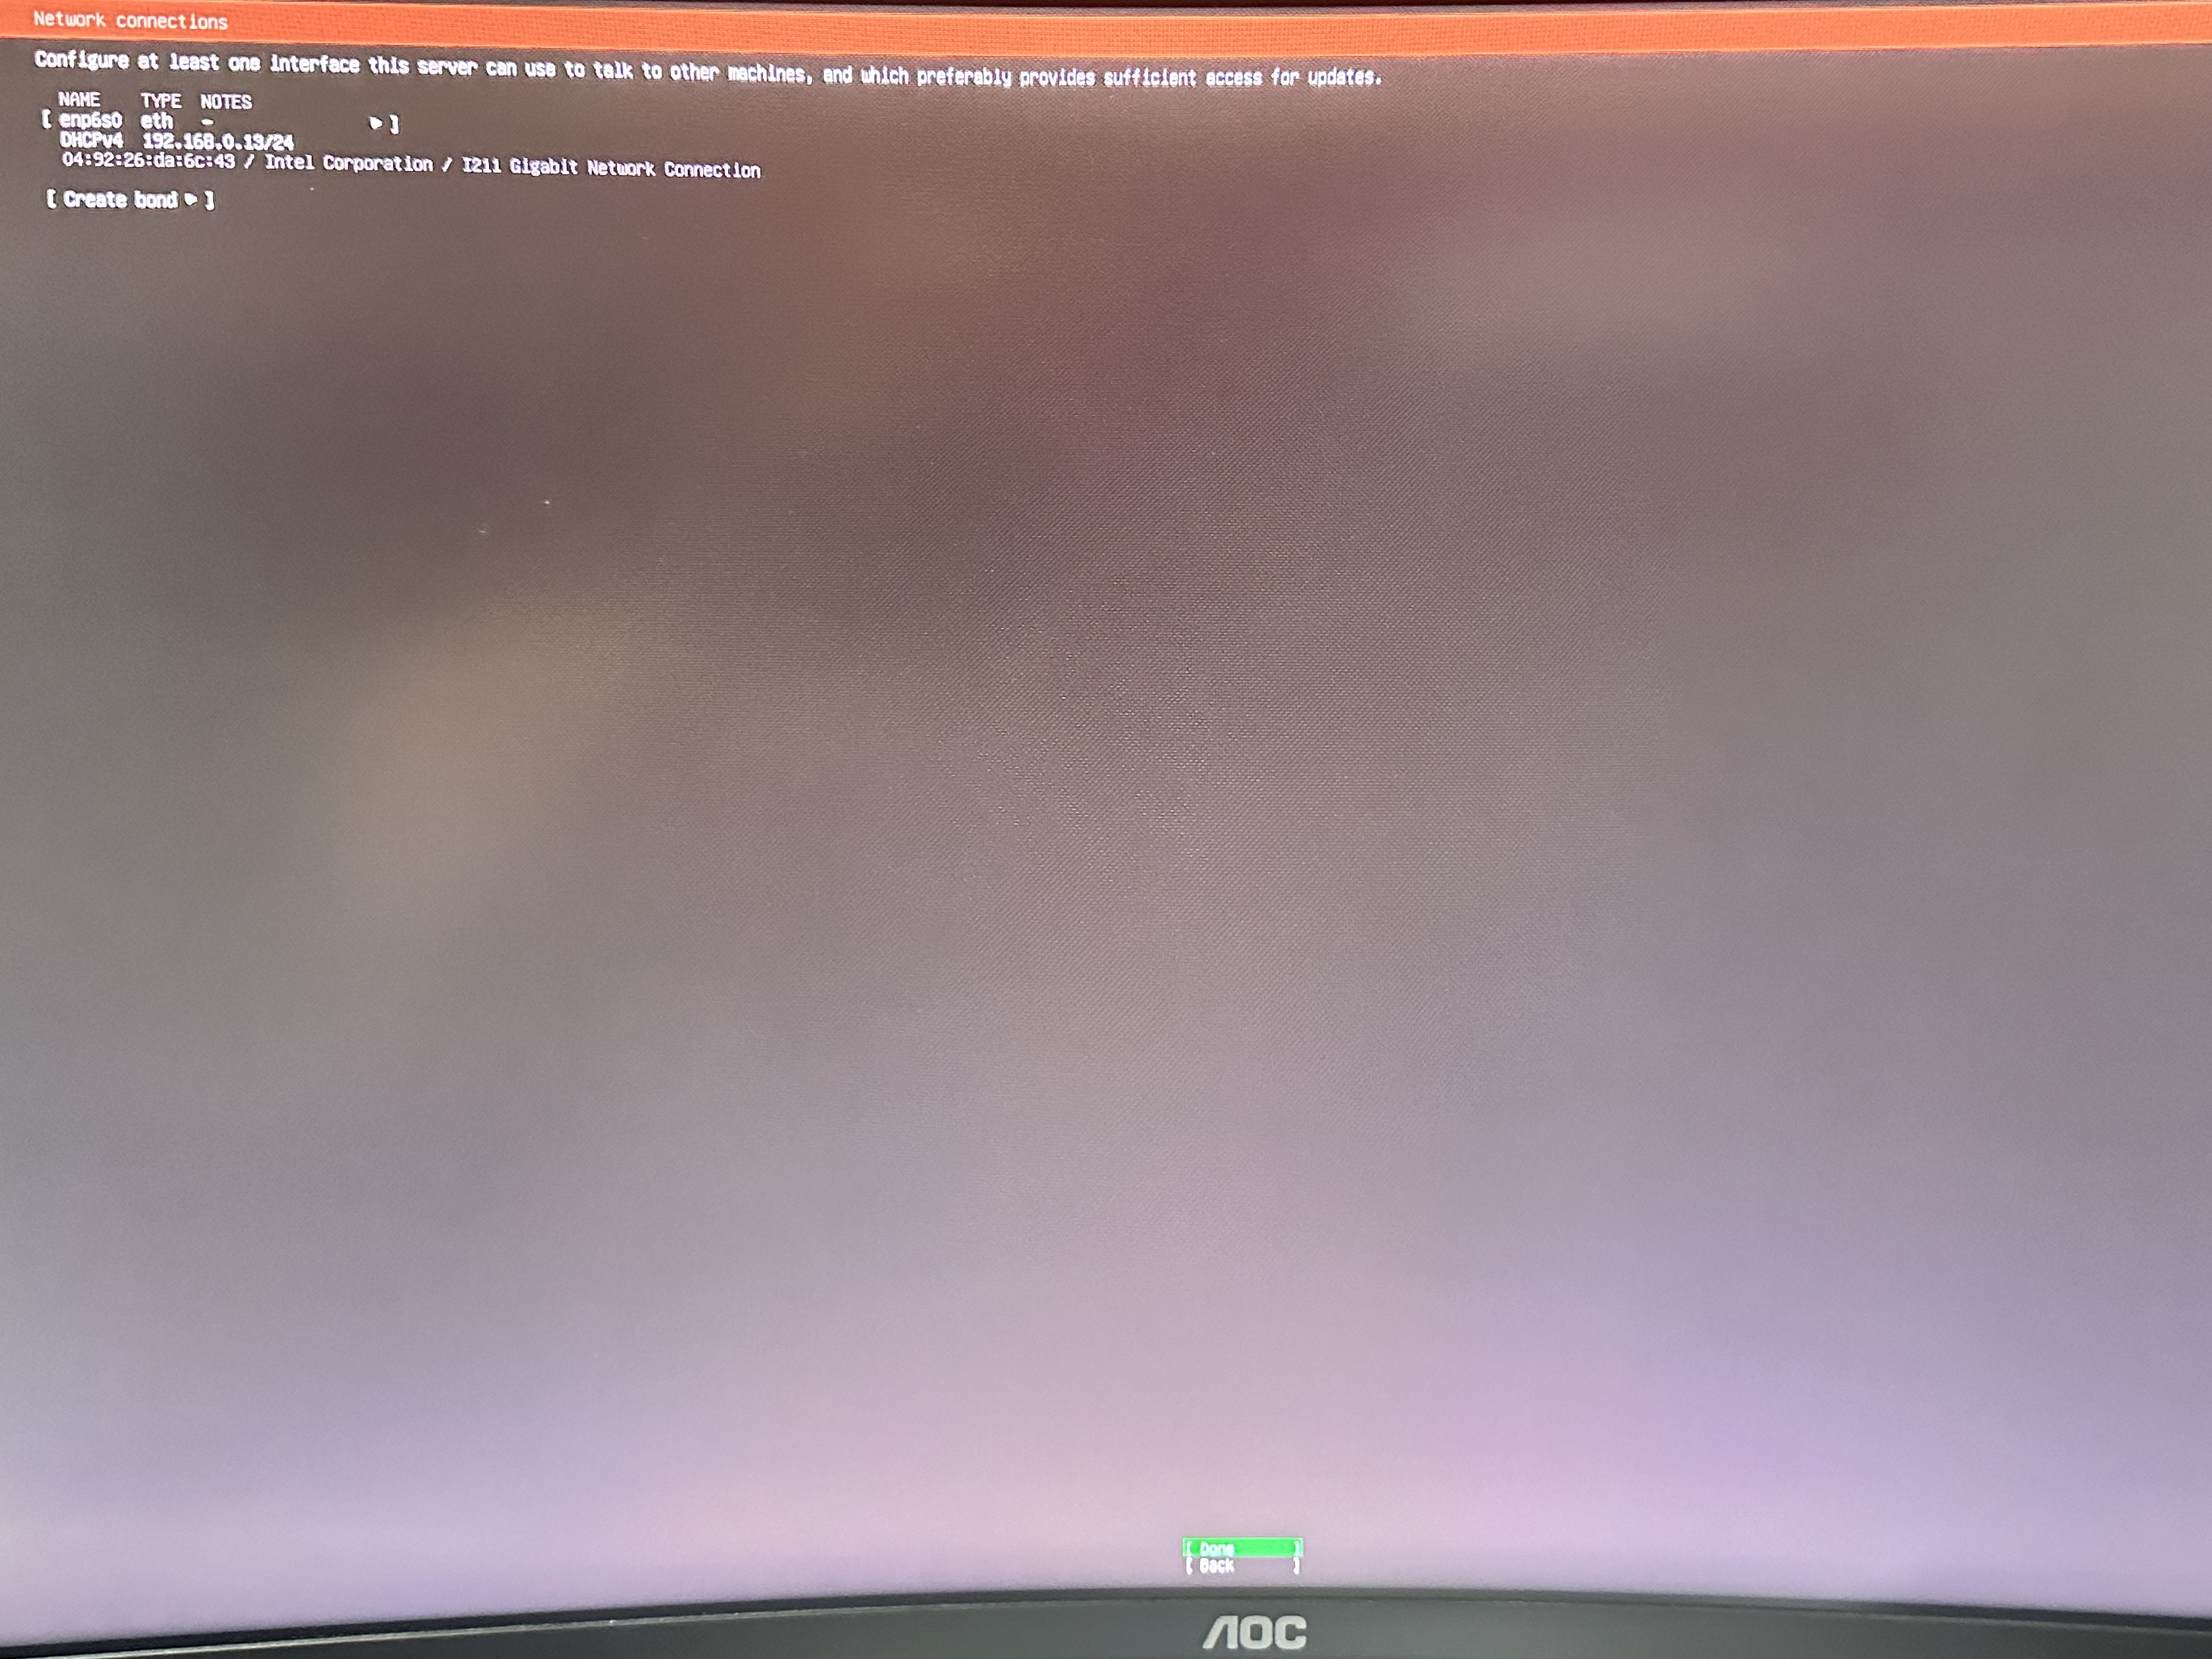 Network connections
Configure at least one interface this server can use to talk to other machines, and which preferably provides sufficient access for updates.
NAME TYPE NOTES
[ enp6s0 eth - ▸ ]
DHCPv4 192.168.0.13/24
04:92:26:da:6c:43 / Intel Corporation / I211 Gigabit Network Connection
[ Create bond ▸ ]
[ Done ]
[ Back ]
AOC